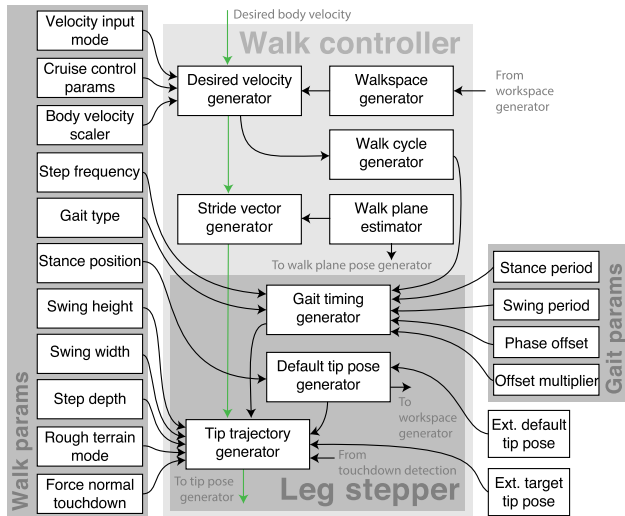 Desired body velocity
Walk controller
Velocity input
mode
Cruise control
params
Body velocity
scaler
Step frequency
Gait type
Stance position
Swing height
Swing width
Step depth
Rough terrain
mode
Force normal
touchdown
Walk params
Desired velocity
generator
Walkspace
generator
From
workspace
generator
Walk cycle
generator
Stride vector
generator
Walk plane
estimator
To walk plane pose generator
Gait timing
generator
Stance period
Swing period
Phase offset
Offset multiplier
Gait params
Default tip pose
generator
To
workspace
generator
Ext. default
tip pose
Tip trajectory
generator
From
touchdown detection
To tip pose
generator
Leg stepper
Ext. target
tip pose